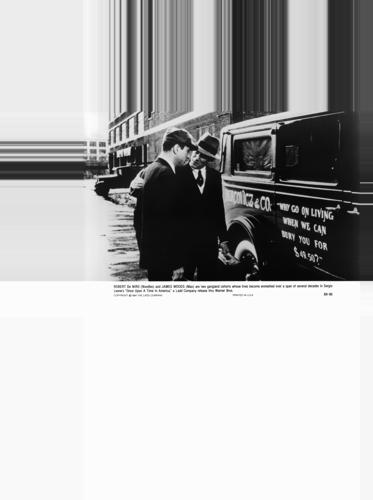 & CO.
"WHY GO ON LIVING
WHEN WE CAN
BURY YOU FOR
$49.50?"
ROBERT De NIRO (Noodles) and JAMES WOODS (Max) are two gangland cohorts whose lives become enmeshed over a span of several decades in Sergio
Leone's "Once Upon A Time In America," a Ladd Company release thru Warner Bros.
COPYRIGHT © 1984 THE LADD COMPANY
PRINTED IN U.S.A.